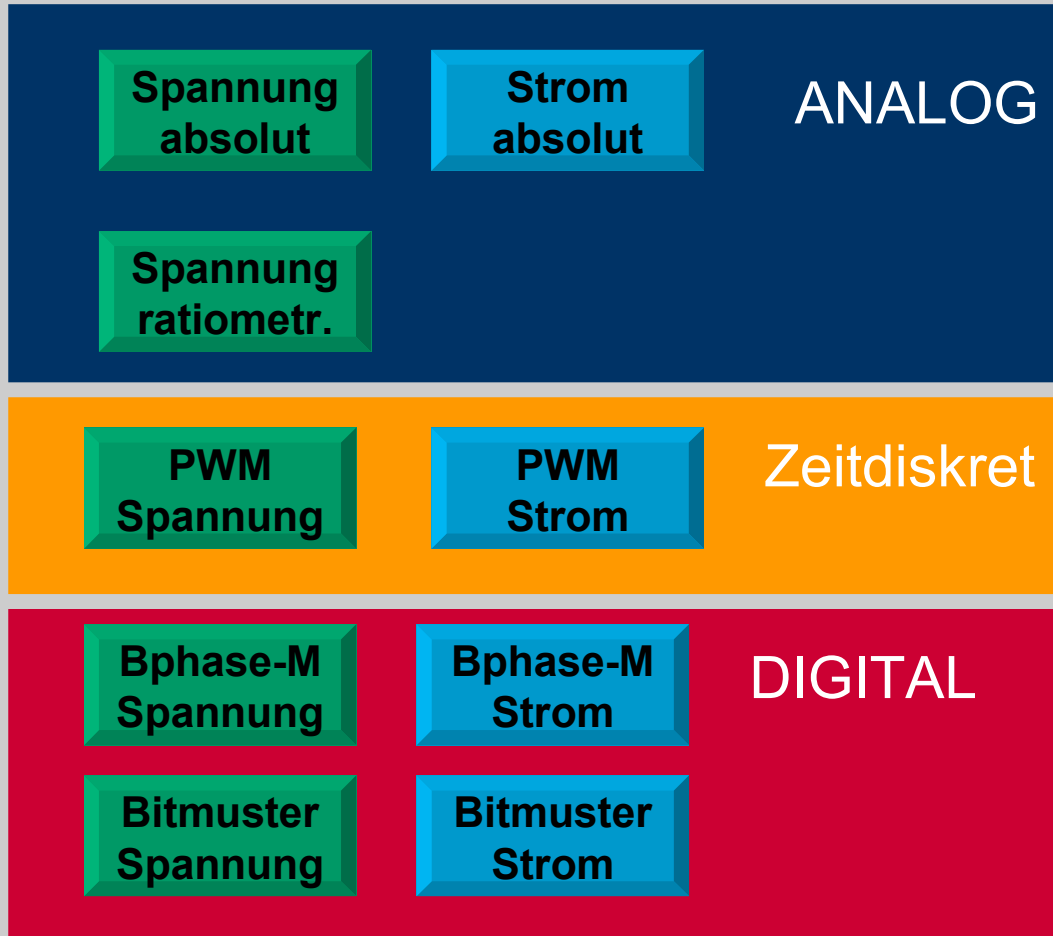 Spannung
absolut
Strom
absolut
ANALOG
Spannung
ratiometr.
PWM
Spannung
PWM
Strom
Zeitdiskret
Bphase-M
Spannung
Bphase-M
Strom
DIGITAL
Bitmuster
Spannung
Bitmuster
Strom